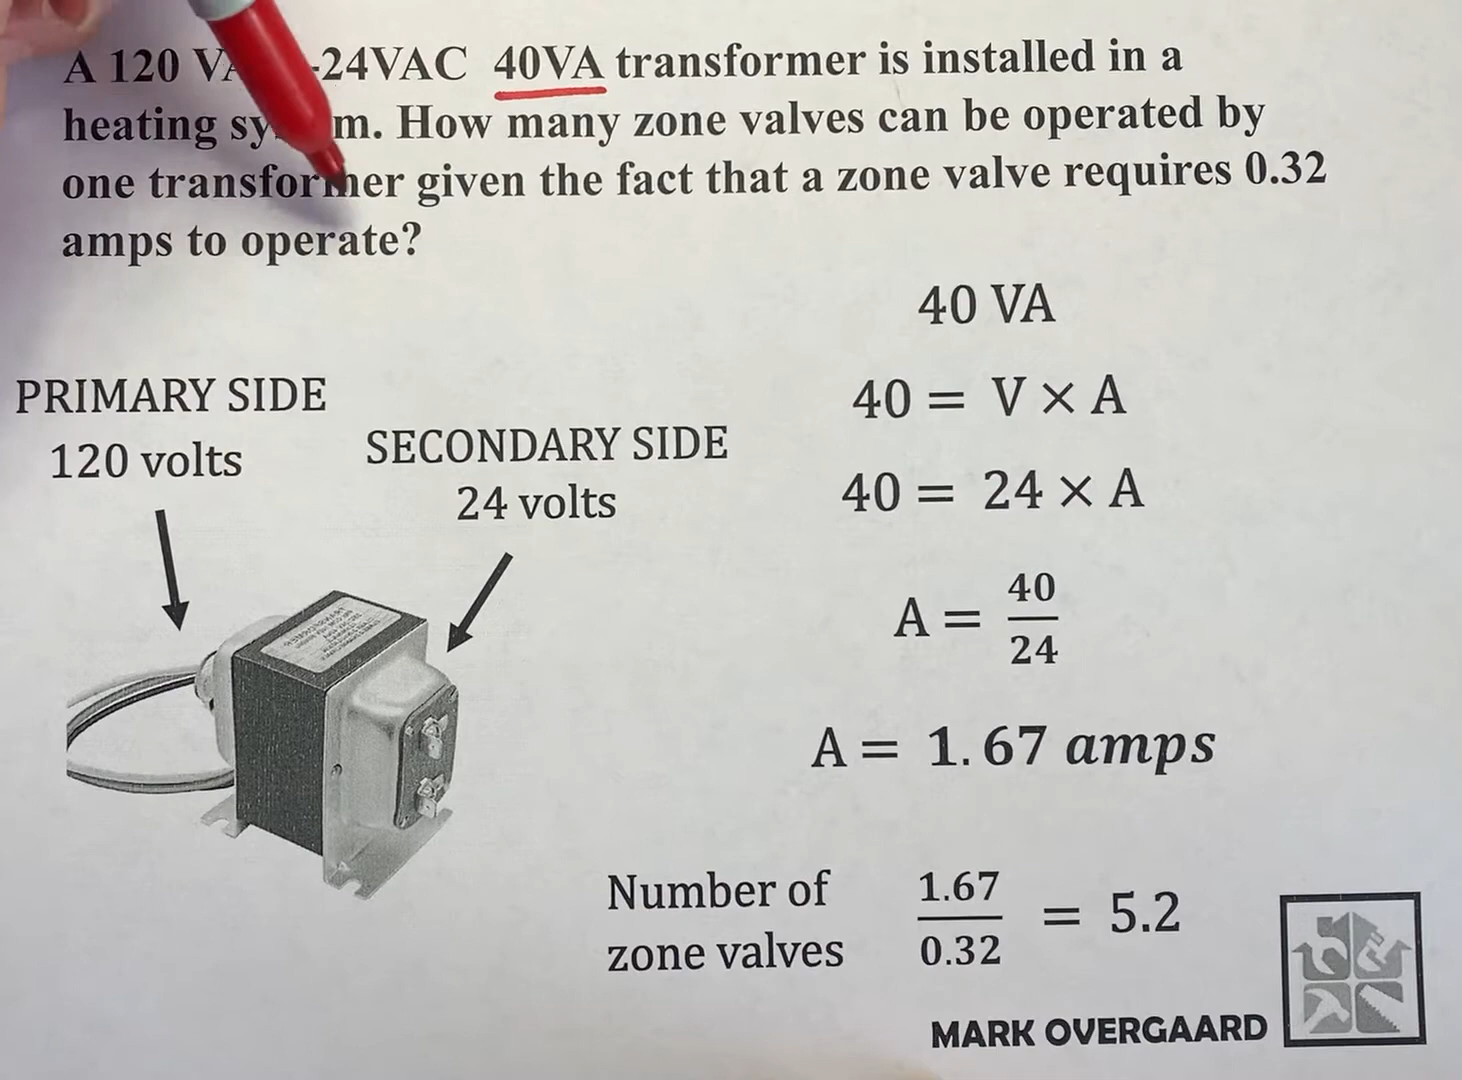 A 120 VA -24VAC 40VA transformer is installed in a
heating sy m. How many zone valves can be operated by
one transformer given the fact that a zone valve requires 0.32
amps to operate?
40 VA
40 = V × A
40 = 24 × A
A = 40/24
A = 1.67 amps
PRIMARY SIDE
120 volts
SECONDARY SIDE
24 volts
TRANSFORMER
Number of
zone valves
1.67/0.32 = 5.2
MARK OVERGAARD